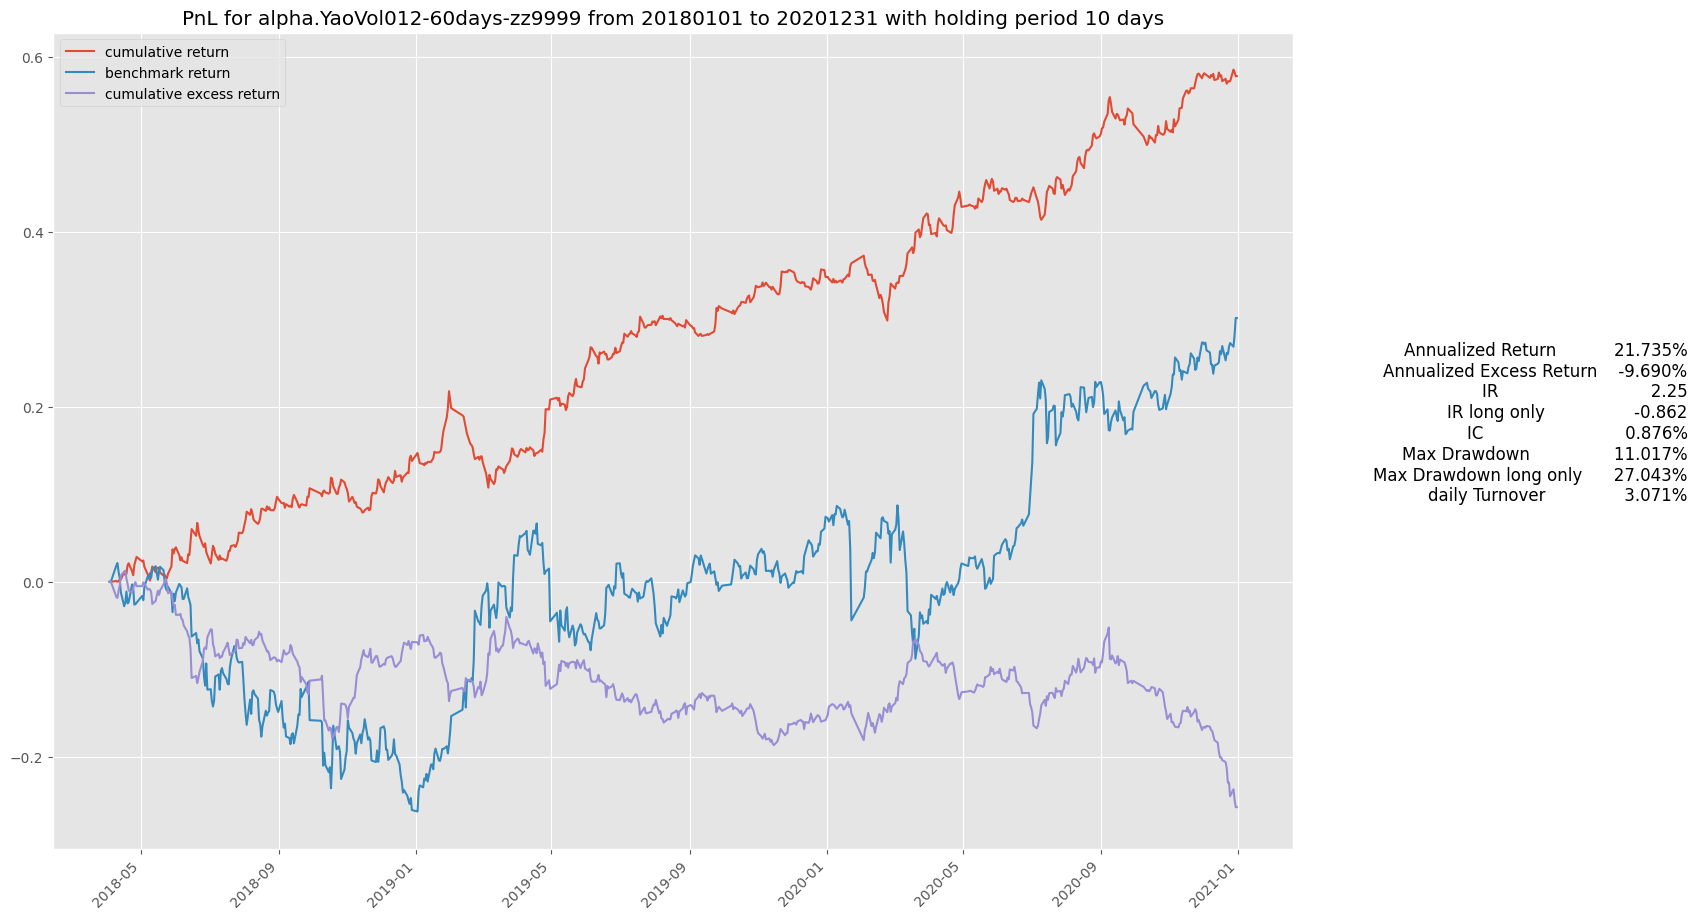 PnL for alpha.YaoVol012-60days-zz9999 from 20180101 to 20201231 with holding period 10 days
cumulative return
benchmark return
cumulative excess return
0.6
0.4
0.2
0.0
−0.2
2018-05
2018-09
2019-01
2019-05
2019-09
2020-01
2020-05
2020-09
2021-01
Annualized Return 21.735%
Annualized Excess Return -9.690%
IR 2.25
IR long only -0.862
IC 0.876%
Max Drawdown 11.017%
Max Drawdown long only 27.043%
daily Turnover 3.071%